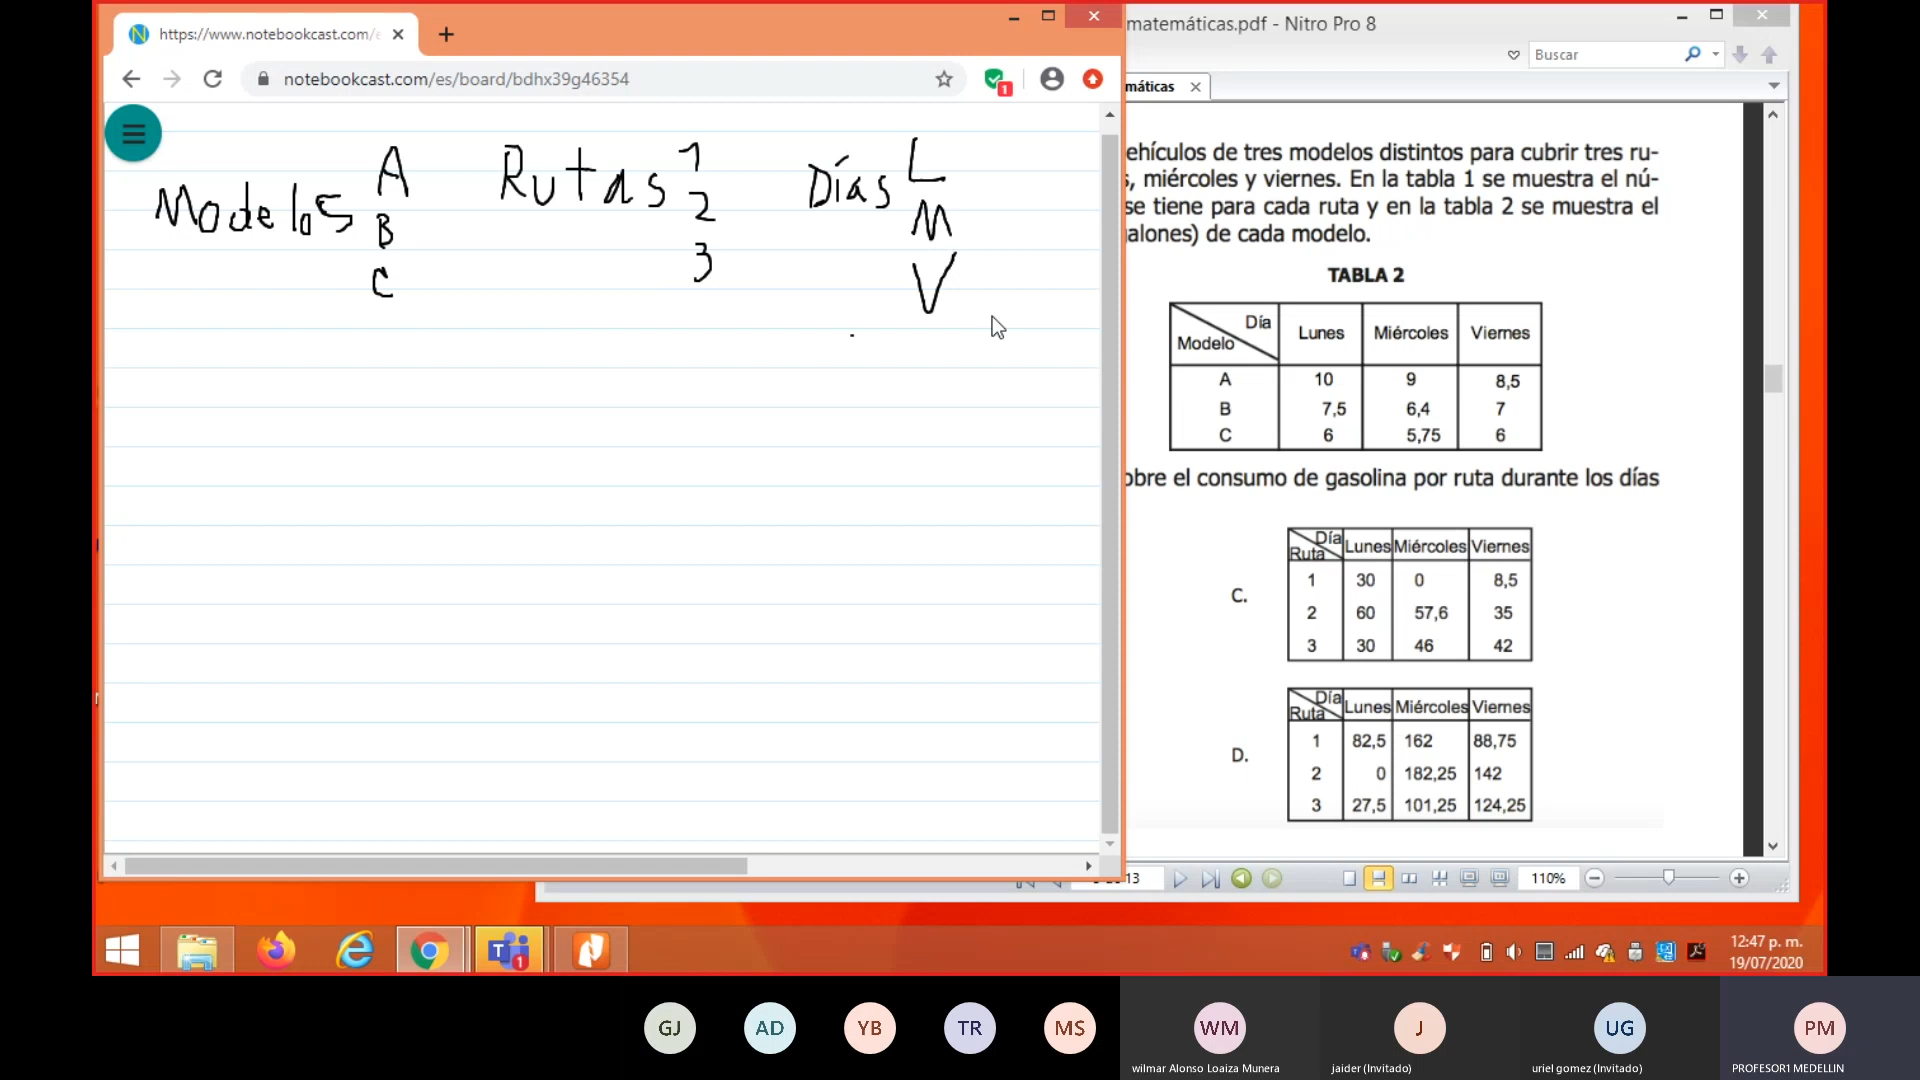 https://www.notebookcast.com/e
notebookcast.com/es/board/bdhx39g46354
1
Modelos
A
B
C
Rutas
1
2
3
Días
L
M
V
matemáticas.pdf - Nitro Pro 8
Buscar
máticas
ehículos de tres modelos distintos para cubrir tres ru-
s, miércoles y viernes. En la tabla 1 se muestra el nú-
se tiene para cada ruta y en la tabla 2 se muestra el
galones) de cada modelo.
TABLA 2
Día Modelo Lunes Miércoles Viernes
A 10 9 8,5
B 7,5 6,4 7
C 6 5,75 6
obre el consumo de gasolina por ruta durante los días
C.
Día Ruta Lunes Miércoles Viernes
1 30 0 8,5
2 60 57,6 35
3 30 46 42
D.
Día Ruta Lunes Miércoles Viernes
1 82,5 162 88,75
2 0 182,25 142
3 27,5 101,25 124,25
110%
1
12:47 p. m.
19/07/2020
GJ AD YB TR MS WM J UG PM
wilmar Alonso Loaiza Munera jaider (Invitado) uriel gomez (Invitado) PROFESOR1 MEDELLIN